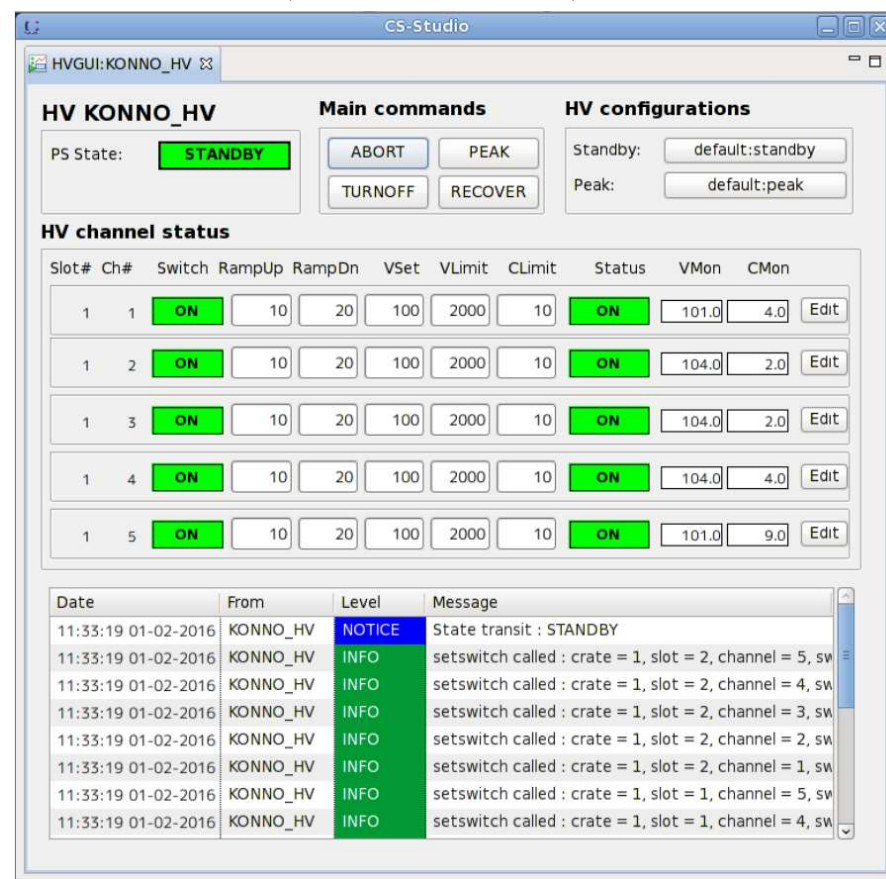 CS-Studio
HVGUI:KONNO_HV
HV KONNO_HV Main commands HV configurations
PS State: STANDBY ABORT PEAK Standby: default:standby
TURNOFF RECOVER Peak: default:peak
HV channel status
Slot# Ch# Switch RampUp RampDn VSet VLimit CLimit Status VMon CMon
1 1 ON 10 20 100 2000 10 ON 101.0 4.0 Edit
1 2 ON 10 20 100 2000 10 ON 104.0 2.0 Edit
1 3 ON 10 20 100 2000 10 ON 104.0 2.0 Edit
1 4 ON 10 20 100 2000 10 ON 104.0 4.0 Edit
1 5 ON 10 20 100 2000 10 ON 101.0 9.0 Edit
Date From Level Message
11:33:19 01-02-2016 KONNO_HV NOTICE State transit : STANDBY
11:33:19 01-02-2016 KONNO_HV INFO setswitch called : crate = 1, slot = 2, channel = 5, sw
11:33:19 01-02-2016 KONNO_HV INFO setswitch called : crate = 1, slot = 2, channel = 4, sw
11:33:19 01-02-2016 KONNO_HV INFO setswitch called : crate = 1, slot = 2, channel = 3, sw
11:33:19 01-02-2016 KONNO_HV INFO setswitch called : crate = 1, slot = 2, channel = 2, sw
11:33:19 01-02-2016 KONNO_HV INFO setswitch called : crate = 1, slot = 2, channel = 1, sw
11:33:19 01-02-2016 KONNO_HV INFO setswitch called : crate = 1, slot = 1, channel = 5, sw
11:33:19 01-02-2016 KONNO_HV INFO setswitch called : crate = 1, slot = 1, channel = 4, sw